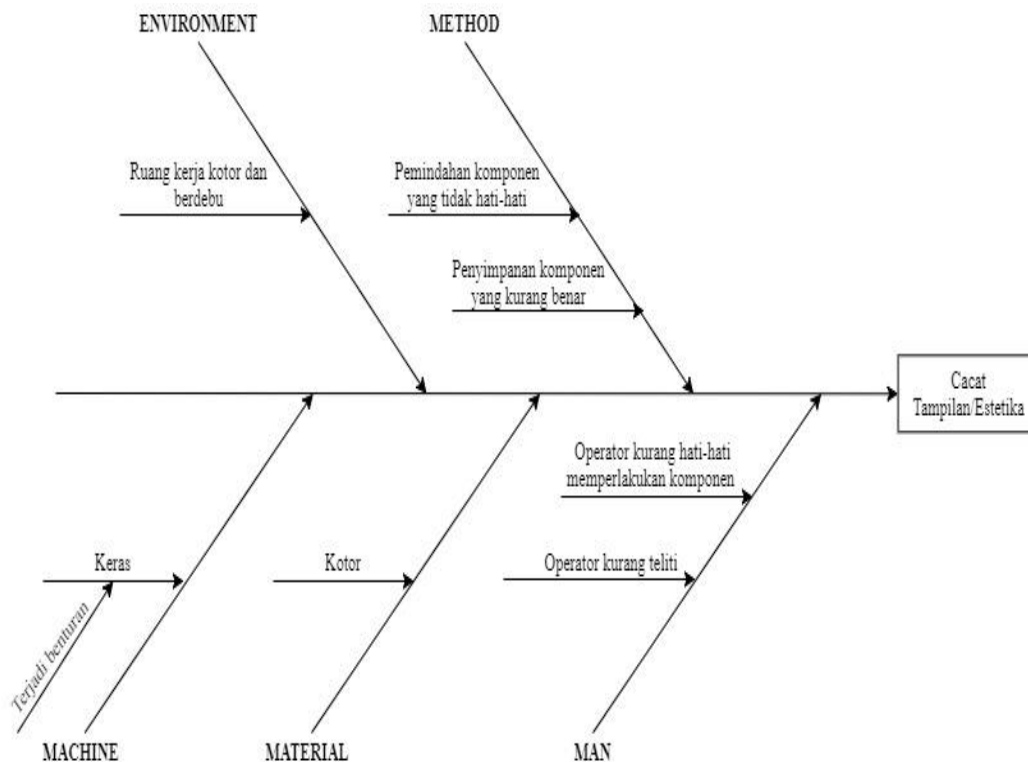 ENVIRONMENT
METHOD
Ruang kerja kotor dan
berdebu
Pemindahan komponen
yang tidak hati-hati
Penyimpanan komponen
yang kurang benar
Cacat
Tampilan/Estetika
Operator kurang hati-hati
memperlakukan komponen
Keras
Kotor
Operator kurang teliti
Terjadi benturan
MACHINE
MATERIAL
MAN